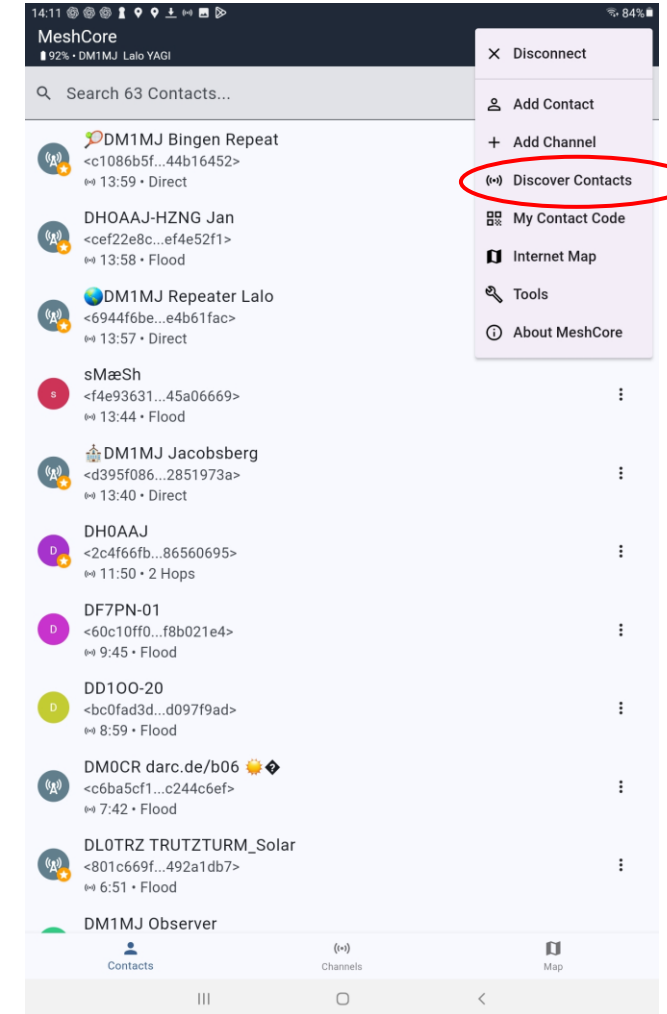 14:11 84%
MeshCore
92% • DM1MJ Lalo YAGI
Disconnect
Search 63 Contacts...
Add Contact
Add Channel
Discover Contacts
My Contact Code
Internet Map
Tools
About MeshCore
🏓DM1MJ Bingen Repeat
<c1086b5f...44b16452>
13:59 • Direct
DHOAAJ-HZNG Jan
<cef22e8c...ef4e52f1>
13:58 • Flood
🌎DM1MJ Repeater Lalo
<6944f6be...e4b61fac>
13:57 • Direct
s
sMæSh
<f4e93631...45a06669>
13:44 • Flood
⛪DM1MJ Jacobsberg
<d395f086...2851973a>
13:40 • Direct
D
DH0AAJ
<2c4f66fb...86560695>
11:50 • 2 Hops
D
DF7PN-01
<60c10ff0...f8b021e4>
9:45 • Flood
D
DD1OO-20
<bc0fad3d...d097f9ad>
8:59 • Flood
DM0CR darc.de/b06 🌞�
<c6ba5cf1...c244c6ef>
7:42 • Flood
DL0TRZ TRUTZTURM_Solar
<801c669f...492a1db7>
6:51 • Flood
DM1MJ Observer
Contacts
Channels
Map